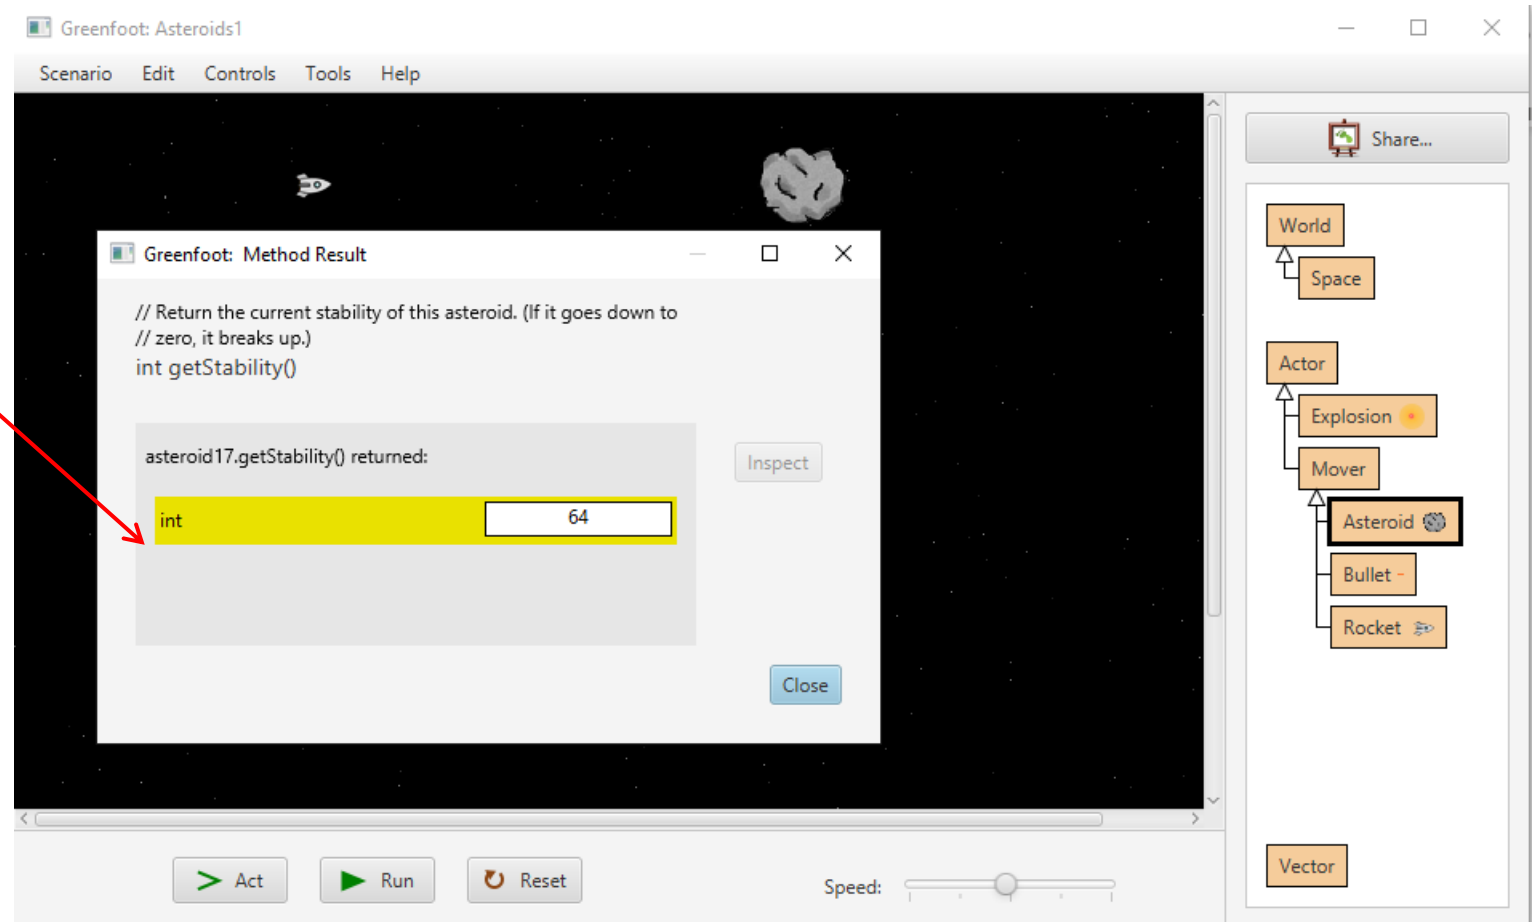 Greenfoot: Asteroids1
Scenario Edit Controls Tools Help
Share...
World
Space
Greenfoot: Method Result
// Return the current stability of this asteroid. (If it goes down to
// zero, it breaks up.)
int getStability()
asteroid17.getStability() returned:
Inspect
int 64
Close
Actor
Explosion
Mover
Asteroid
Bullet
Rocket
Vector
Act Run Reset Speed: